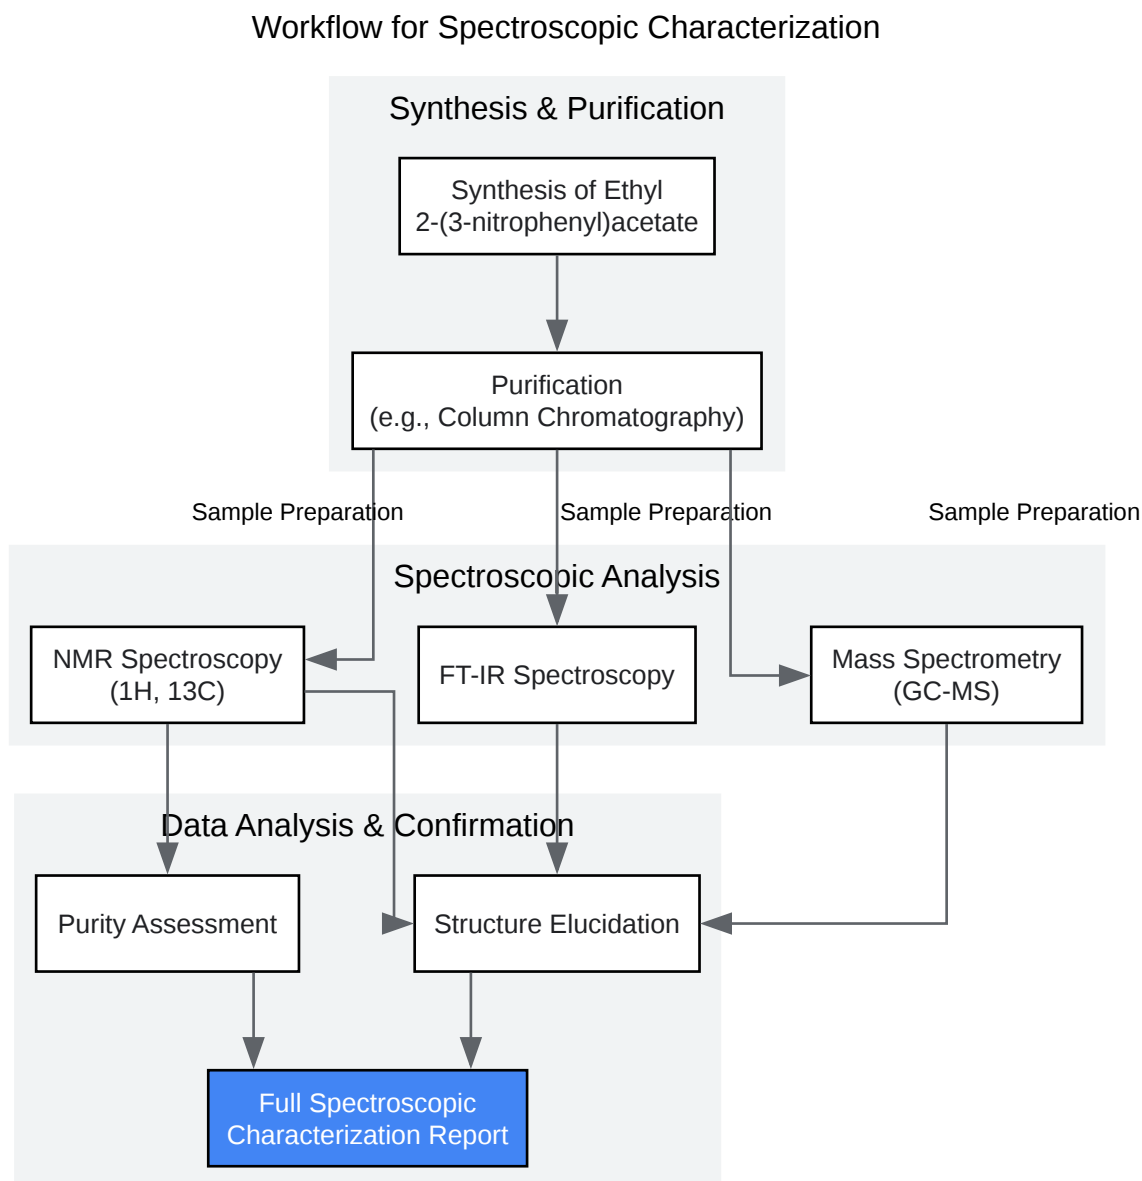 Workflow for Spectroscopic Characterization
Synthesis & Purification
Synthesis of Ethyl
2-(3-nitrophenyl)acetate
Purification
(e.g., Column Chromatography)
Sample Preparation
Sample Preparation
Sample Preparation
Spectroscopic Analysis
NMR Spectroscopy
(1H, 13C)
FT-IR Spectroscopy
Mass Spectrometry
(GC-MS)
Data Analysis & Confirmation
Purity Assessment
Structure Elucidation
Full Spectroscopic
Characterization Report